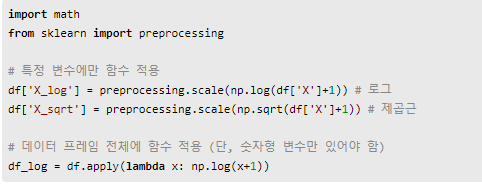 import math
from sklearn import preprocessing
# 특정 변수에만 함수 적용
df['X_log'] = preprocessing.scale(np.log(df['X']+1)) # 로그
df['X_sqrt'] = preprocessing.scale(np.sqrt(df['X']+1)) # 제곱근
# 데이터 프레임 전체에 함수 적용 (단, 숫자형 변수만 있어야 함)
df_log = df.apply(lambda x: np.log(x+1))